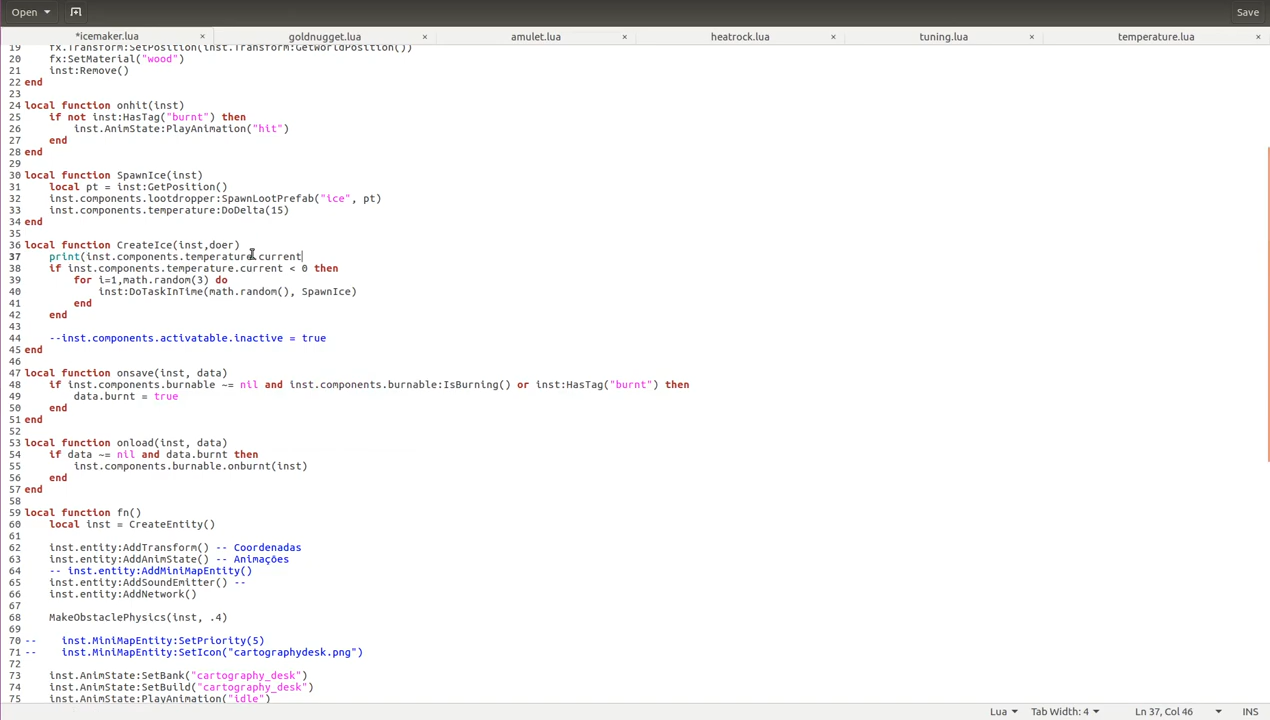 Open
Save
*icemaker.lua × goldnugget.lua × amulet.lua × heatrock.lua × tuning.lua × temperature.lua ×
19     fx.Transform:SetPosition(inst.Transform:GetWorldPosition())
20     fx:SetMaterial("wood")
21     inst:Remove()
22 end
23
24 local function onhit(inst)
25     if not inst:HasTag("burnt") then
26         inst.AnimState:PlayAnimation("hit")
27     end
28 end
29
30 local function SpawnIce(inst)
31     local pt = inst:GetPosition()
32     inst.components.lootdropper:SpawnLootPrefab("ice", pt)
33     inst.components.temperature:DoDelta(15)
34 end
35
36 local function CreateIce(inst,doer)
37     print(inst.components.temperature.current
38     if inst.components.temperature.current < 0 then
39         for i=1,math.random(3) do
40             inst:DoTaskInTime(math.random(), SpawnIce)
41         end
42     end
43
44     --inst.components.activatable.inactive = true
45 end
46
47 local function onsave(inst, data)
48     if inst.components.burnable ~= nil and inst.components.burnable:IsBurning() or inst:HasTag("burnt") then
49         data.burnt = true
50     end
51 end
52
53 local function onload(inst, data)
54     if data ~= nil and data.burnt then
55         inst.components.burnable.onburnt(inst)
56     end
57 end
58
59 local function fn()
60     local inst = CreateEntity()
61
62     inst.entity:AddTransform() -- Coordenadas
63     inst.entity:AddAnimState() -- Animações
64     -- inst.entity:AddMiniMapEntity()
65     inst.entity:AddSoundEmitter() --
66     inst.entity:AddNetwork()
67
68     MakeObstaclePhysics(inst, .4)
69
70 --    inst.MiniMapEntity:SetPriority(5)
71 --    inst.MiniMapEntity:SetIcon("cartographydesk.png")
72
73     inst.AnimState:SetBank("cartography_desk")
74     inst.AnimState:SetBuild("cartography_desk")
75     inst.AnimState:PlayAnimation("idle")
Lua Tab Width: 4 Ln 37, Col 46 INS